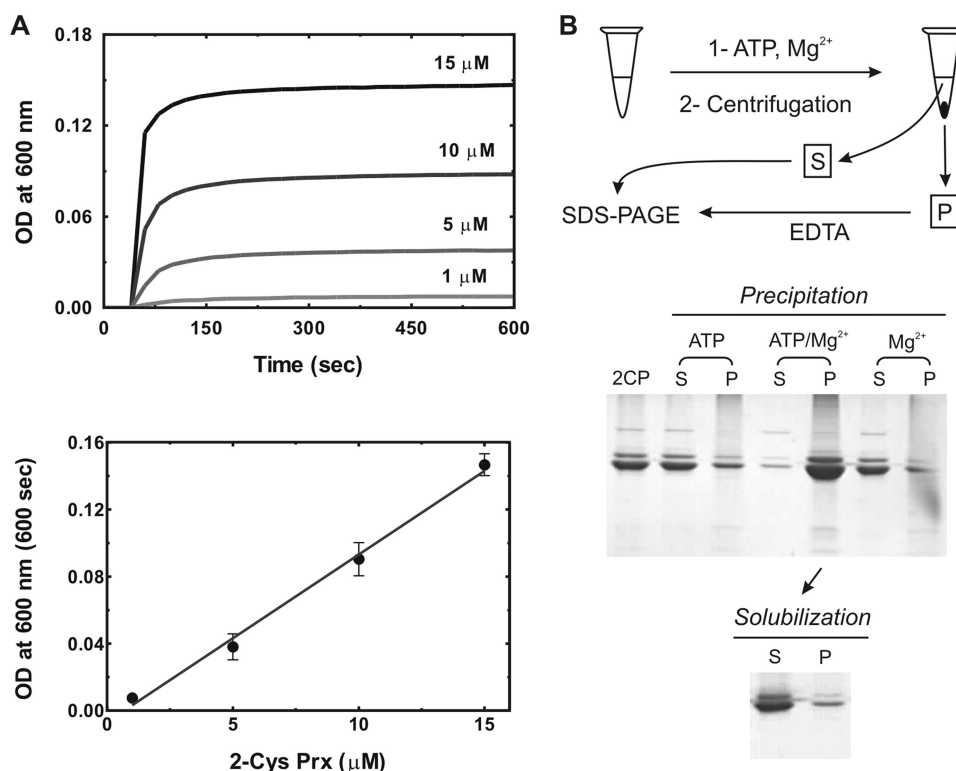 A
OD at 600 nm
0.18
0.12
0.06
0.00
15 μM
10 μM
5 μM
1 μM
0 150 300 450 600
Time (sec)
OD at 600 nm (600 sec)
0.16
0.12
0.08
0.04
0.00
0 5 10 15
2-Cys Prx (μM)
B
1- ATP, Mg²⁺
2- Centrifugation
S
SDS-PAGE
P
EDTA
Precipitation
ATP ATP/Mg²⁺ Mg²⁺
2CP S P S P S P
Solubilization
S P